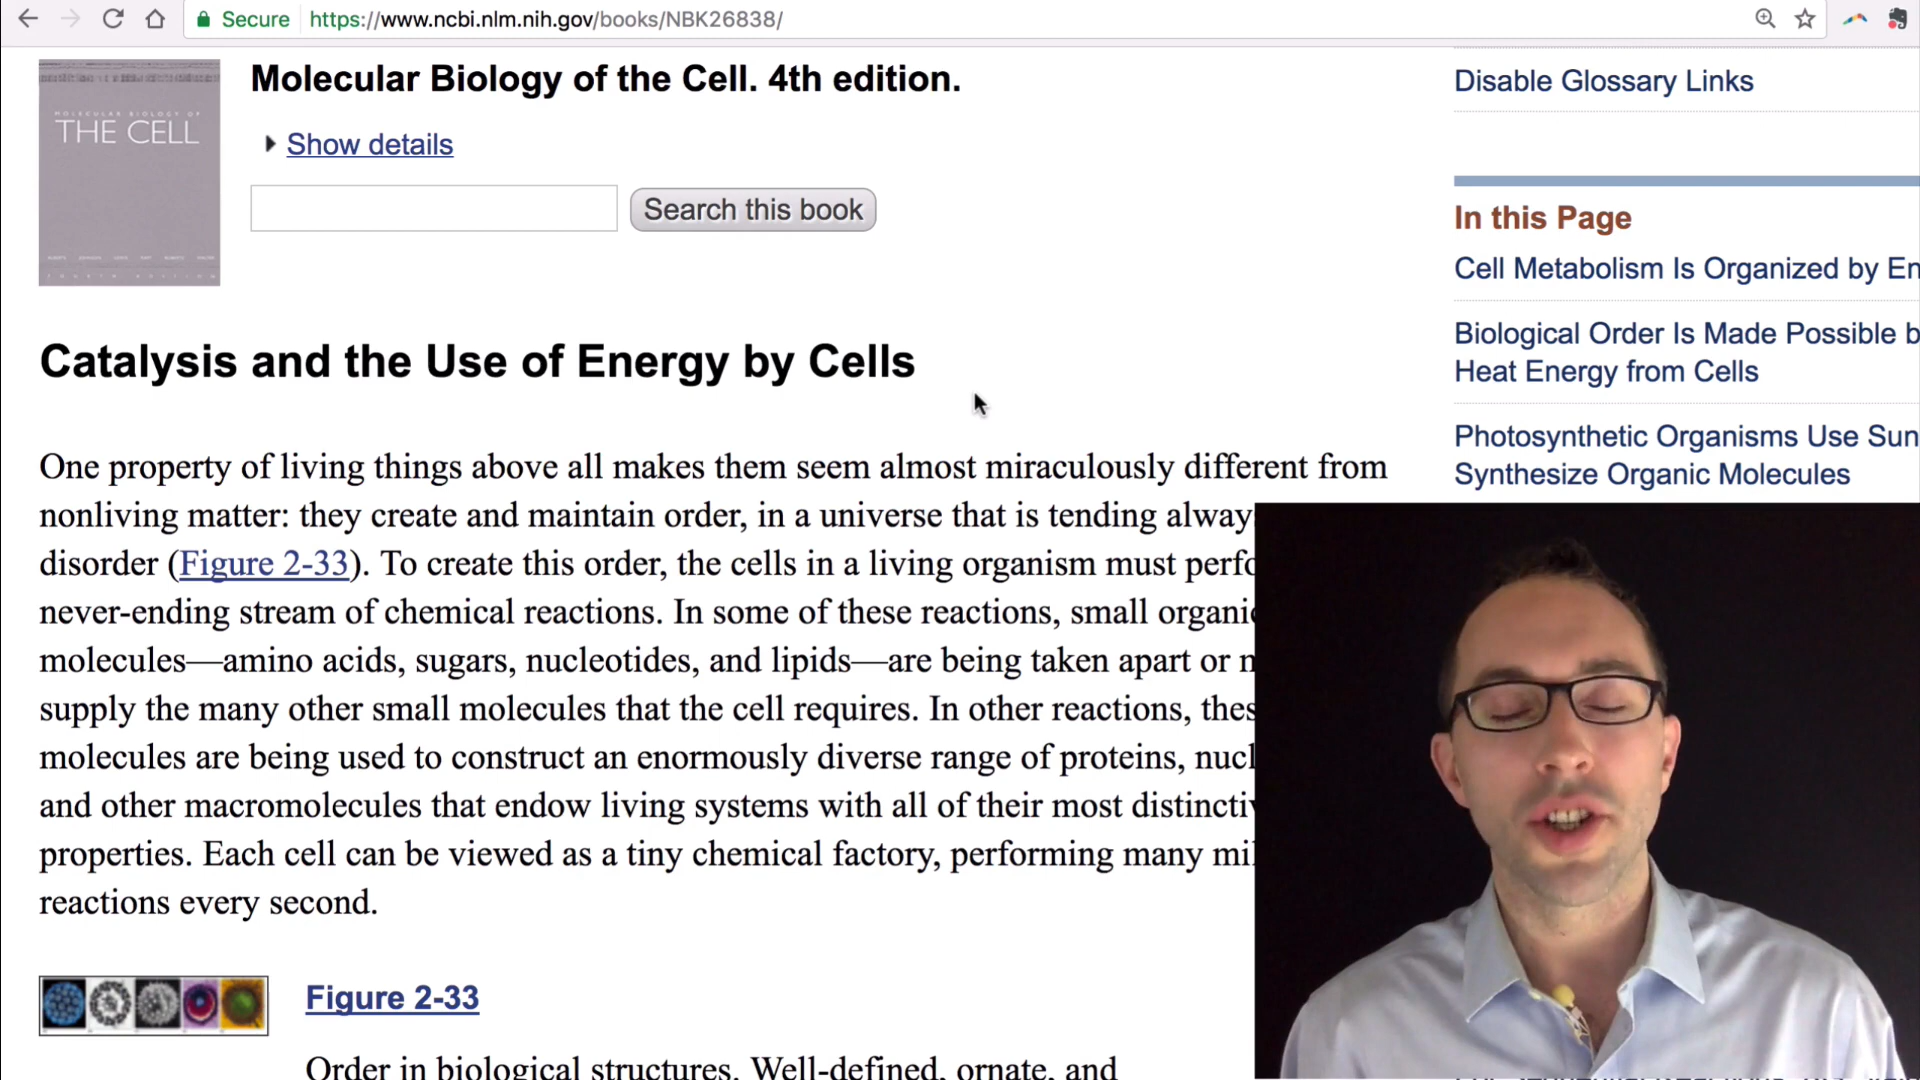 Secure https://www.ncbi.nlm.nih.gov/books/NBK26838/
MOLECULAR BIOLOGY OF
THE CELL
Molecular Biology of the Cell. 4th edition.
Show details
Search this book
Catalysis and the Use of Energy by Cells
One property of living things above all makes them seem almost miraculously different from
nonliving matter: they create and maintain order, in a universe that is tending alway
disorder (Figure 2-33). To create this order, the cells in a living organism must perfo
never-ending stream of chemical reactions. In some of these reactions, small organic
molecules—amino acids, sugars, nucleotides, and lipids—are being taken apart or
supply the many other small molecules that the cell requires. In other reactions, thes
molecules are being used to construct an enormously diverse range of proteins, nucl
and other macromolecules that endow living systems with all of their most distinctiv
properties. Each cell can be viewed as a tiny chemical factory, performing many mil
reactions every second.
Figure 2-33
Order in biological structures. Well-defined, ornate, and
Disable Glossary Links
In this Page
Cell Metabolism Is Organized by En
Biological Order Is Made Possible b
Heat Energy from Cells
Photosynthetic Organisms Use Sun
Synthesize Organic Molecules